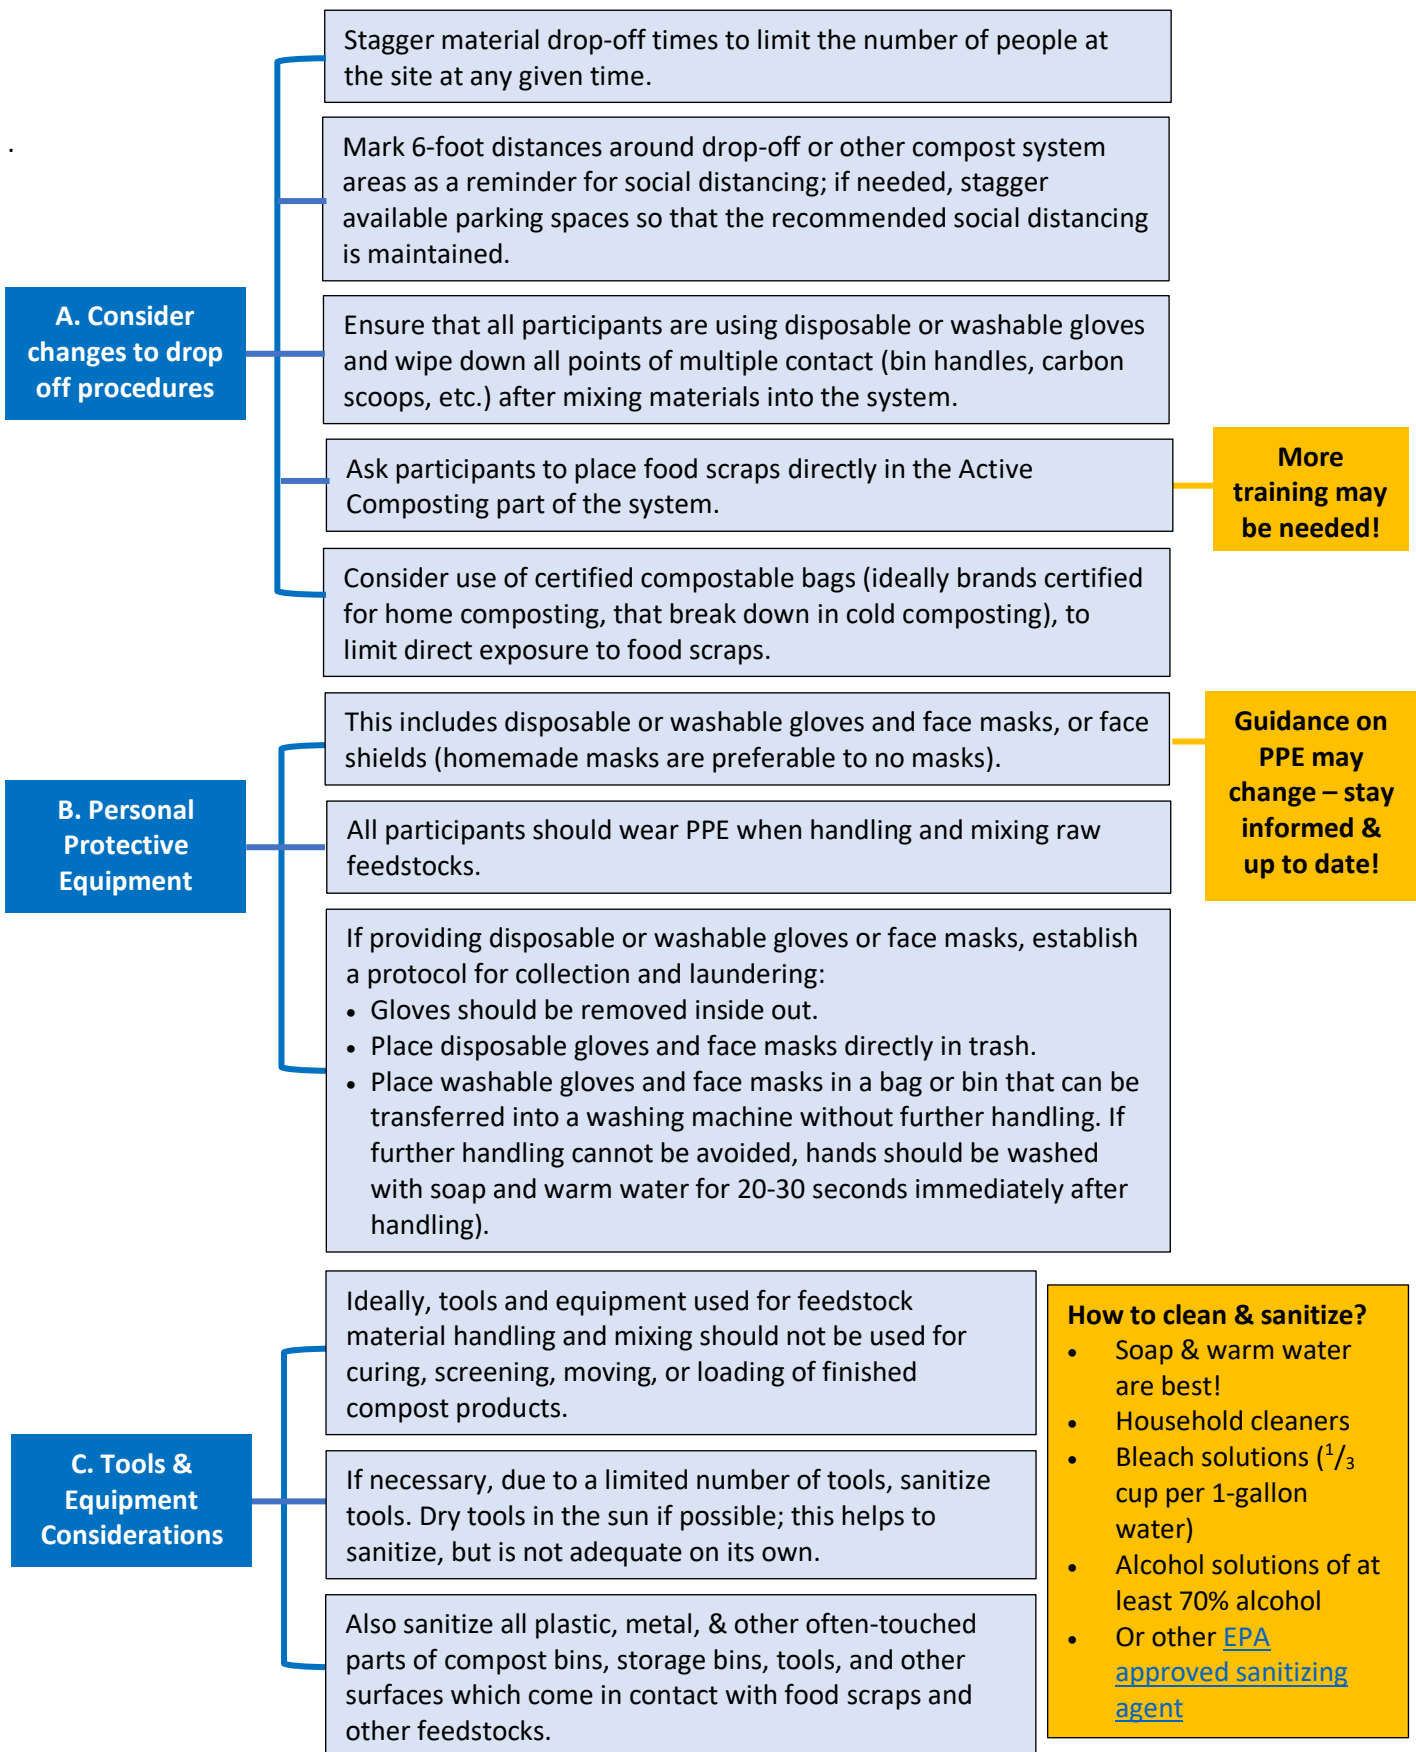 Stagger material drop-off times to limit the number of people at
the site at any given time.
.
Mark 6-foot distances around drop-off or other compost system
areas as a reminder for social distancing; if needed, stagger
available parking spaces so that the recommended social distancing
is maintained.
A. Consider
changes to drop
off procedures
Ensure that all participants are using disposable or washable gloves
and wipe down all points of multiple contact (bin handles, carbon
scoops, etc.) after mixing materials into the system.
Ask participants to place food scraps directly in the Active
Composting part of the system.
More
training may
be needed!
Consider use of certified compostable bags (ideally brands certified
for home composting, that break down in cold composting), to
limit direct exposure to food scraps.
B. Personal
Protective
Equipment
This includes disposable or washable gloves and face masks, or face
shields (homemade masks are preferable to no masks).
Guidance on
PPE may
change – stay
informed &
up to date!
All participants should wear PPE when handling and mixing raw
feedstocks.
If providing disposable or washable gloves or face masks, establish
a protocol for collection and laundering:
• Gloves should be removed inside out.
• Place disposable gloves and face masks directly in trash.
• Place washable gloves and face masks in a bag or bin that can be
transferred into a washing machine without further handling. If
further handling cannot be avoided, hands should be washed
with soap and warm water for 20-30 seconds immediately after
handling).
C. Tools &
Equipment
Considerations
Ideally, tools and equipment used for feedstock
material handling and mixing should not be used for
curing, screening, moving, or loading of finished
compost products.
If necessary, due to a limited number of tools, sanitize
tools. Dry tools in the sun if possible; this helps to
sanitize, but is not adequate on its own.
Also sanitize all plastic, metal, & other often-touched
parts of compost bins, storage bins, tools, and other
surfaces which come in contact with food scraps and
other feedstocks.
How to clean & sanitize?
• Soap & warm water
are best!
• Household cleaners
• Bleach solutions (1/3
cup per 1-gallon
water)
• Alcohol solutions of at
least 70% alcohol
• Or other EPA
approved sanitizing
agent